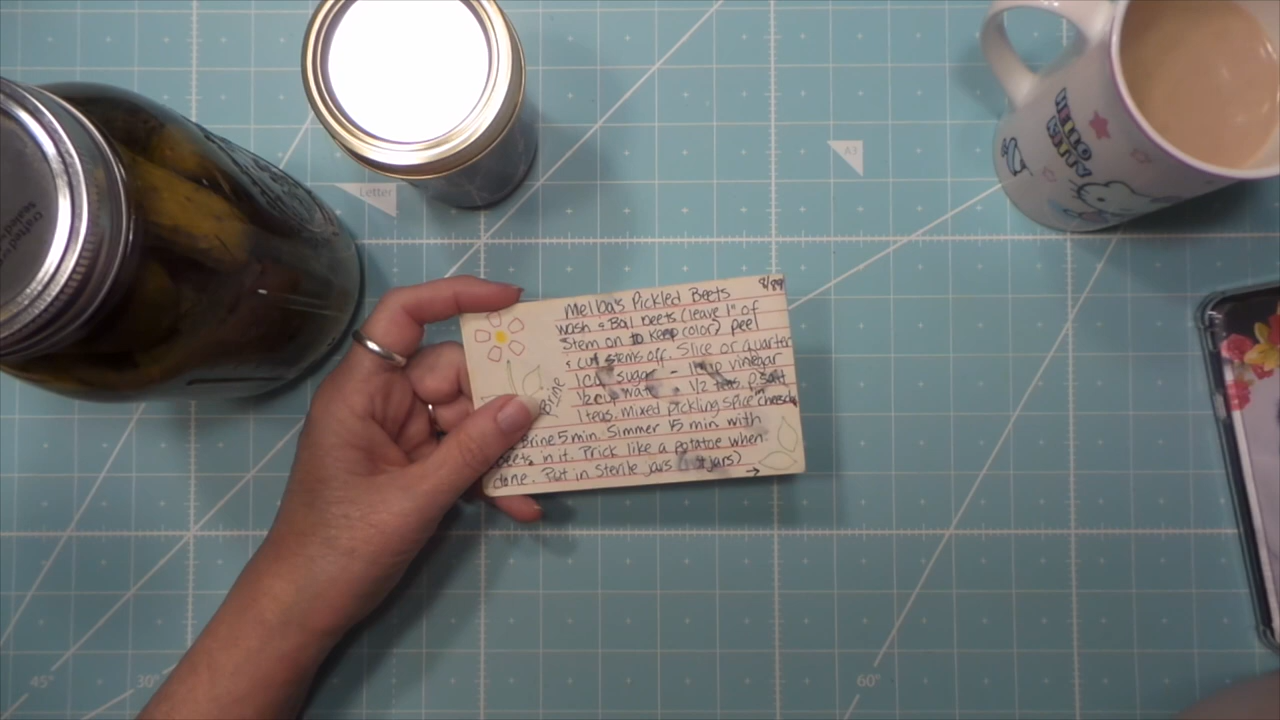 Melba's Pickled Beets 8/89
wash & Boil beets (leave 1" of
stem on to keep color) peel
& cut stems off. Slice or quarter
1 cup sugar - 1 cup vinegar
1/2 cup water - 1/2 teas. salt
1 teas. mixed pickling spice in
Brine
Brine 5 min. Simmer 15 min with
beets in it. Prick like a potatoe when
done. Put in sterile jars jars) →
Letter
A3
HELLO
KITTY
45°
30°
60°